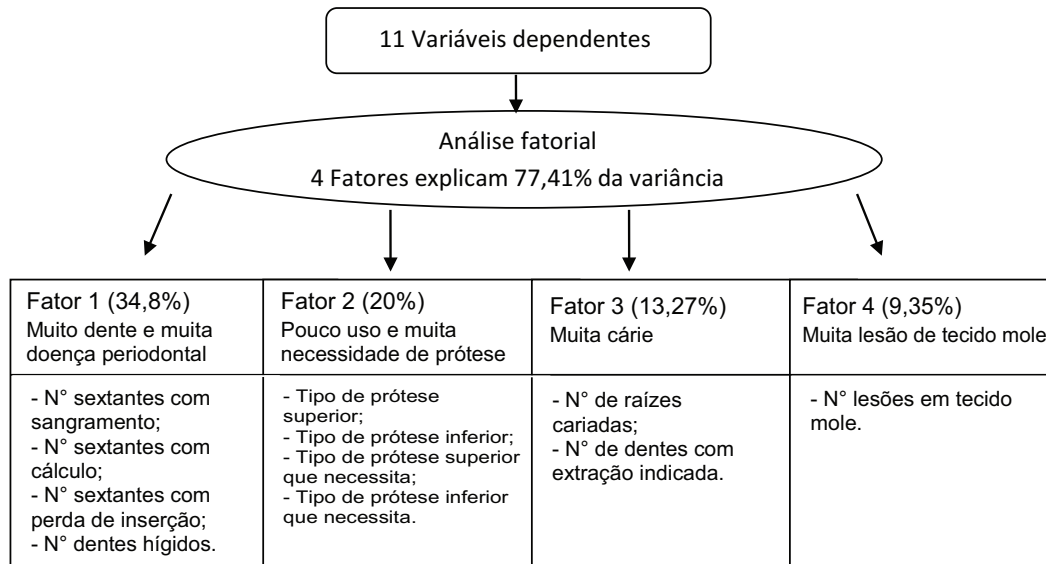 11 Variáveis dependentes
Análise fatorial
4 Fatores explicam 77,41% da variância
Fator 1 (34,8%)
Muito dente e muita
doença periodontal
Fator 2 (20%)
Pouco uso e muita
necessidade de prótese
Fator 3 (13,27%)
Muita cárie
Fator 4 (9,35%)
Muita lesão de tecido mole
- N° sextantes com
sangramento;
- N° sextantes com
cálculo;
- N° sextantes com
perda de inserção;
- N° dentes hígidos.
- Tipo de prótese
superior;
- Tipo de prótese inferior;
- Tipo de prótese superior
que necessita;
- Tipo de prótese inferior
que necessita.
- N° de raízes
cariadas;
- N° de dentes com
extração indicada.
- N° lesões em tecido
mole.